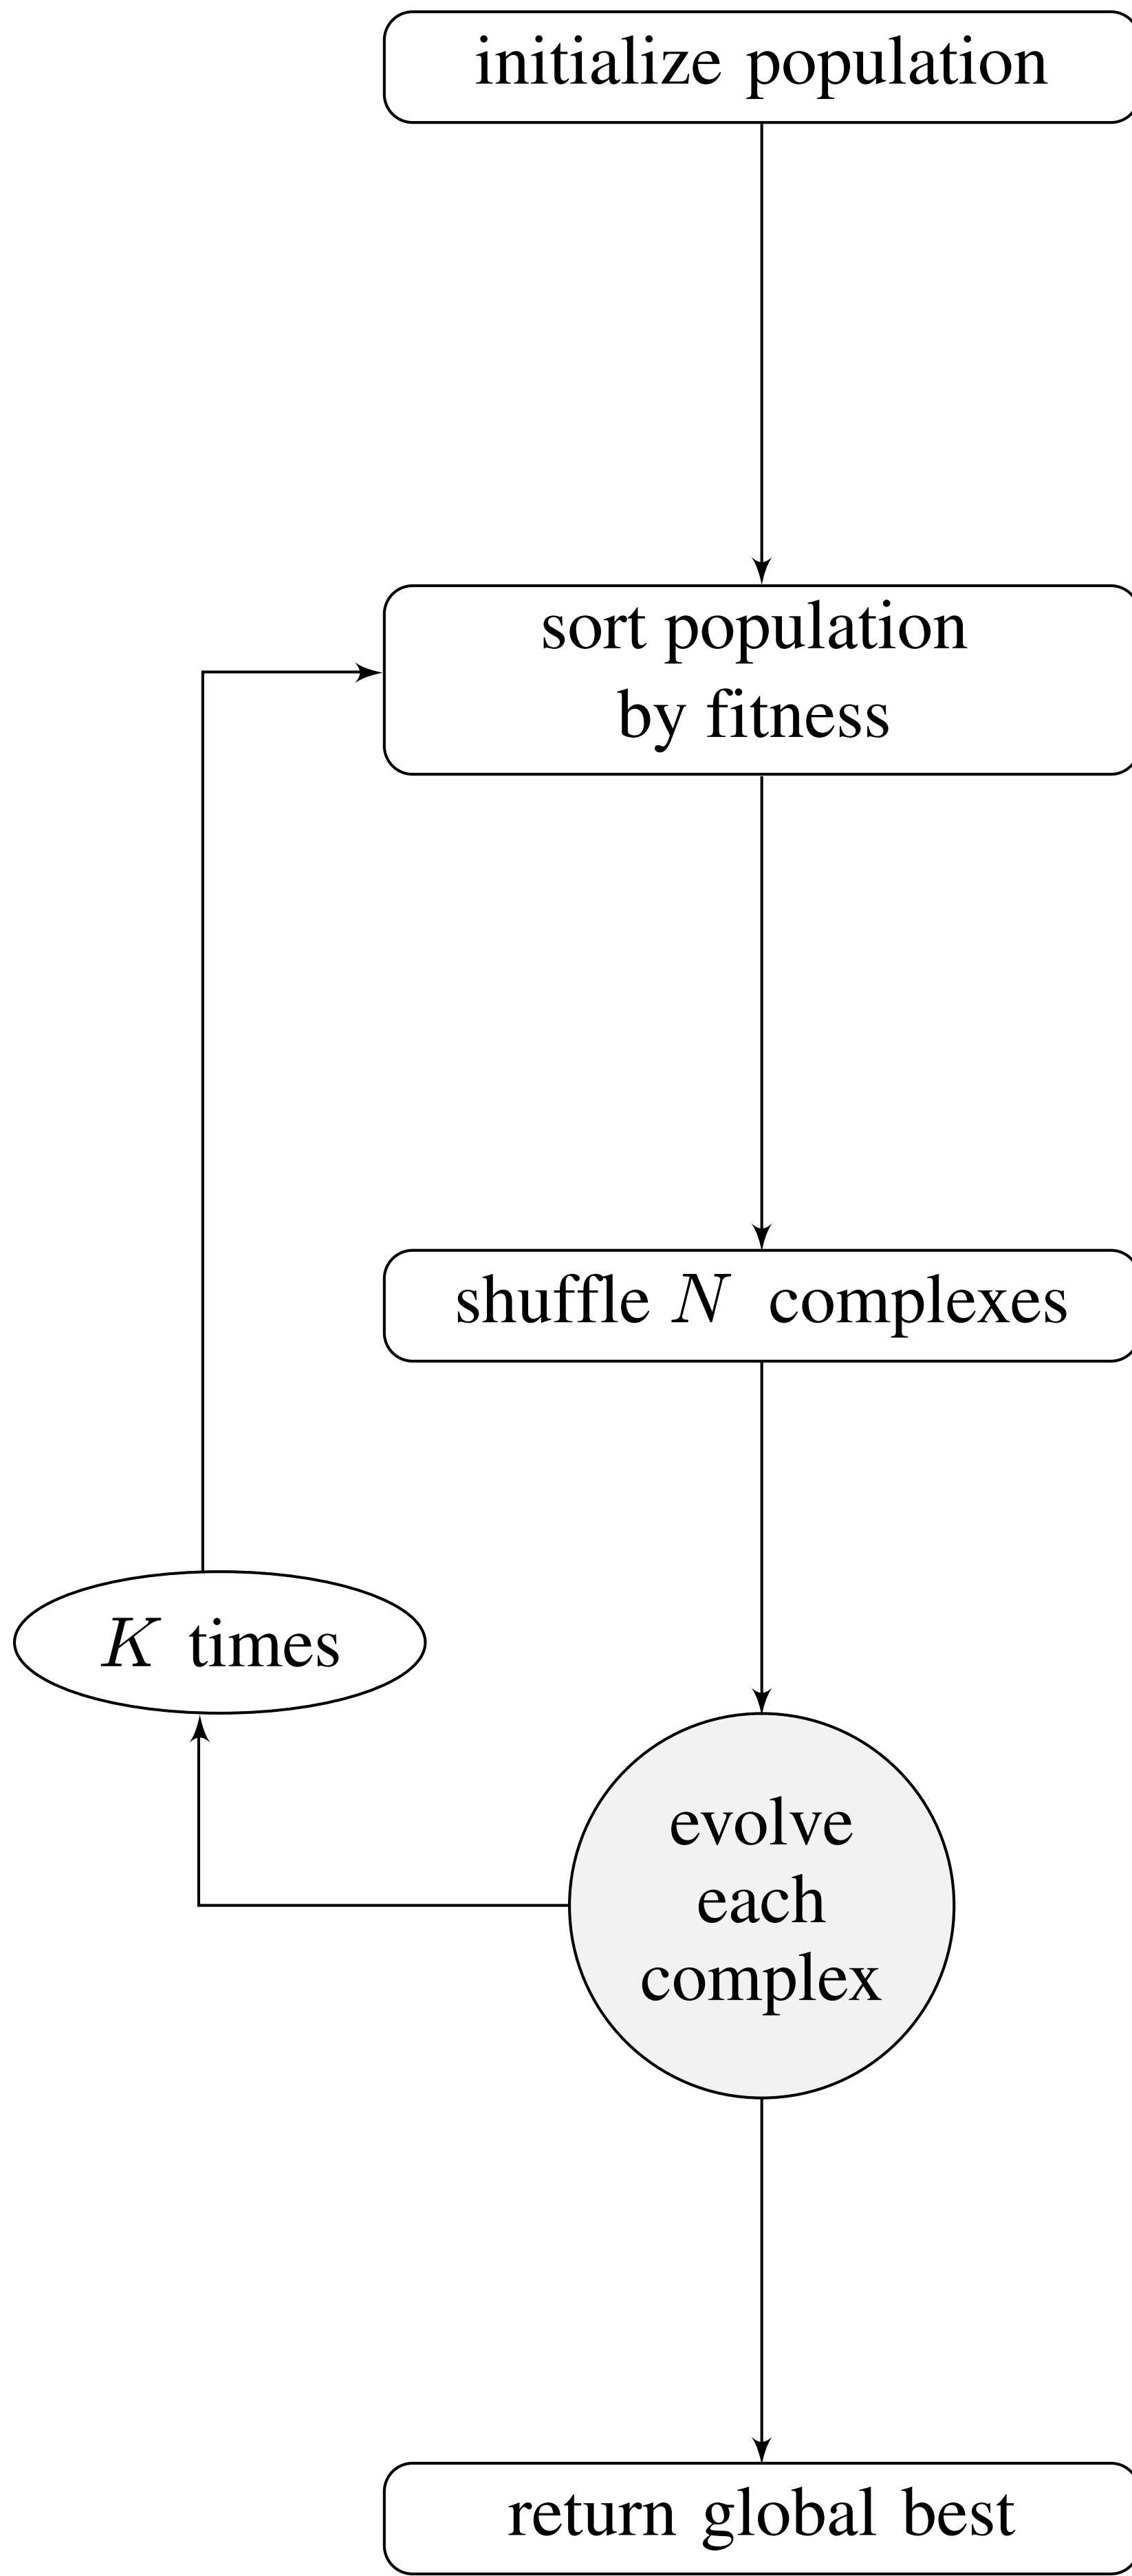 initialize population
sort population
by fitness
shuffle N complexes
K times
evolve
each
complex
return global best